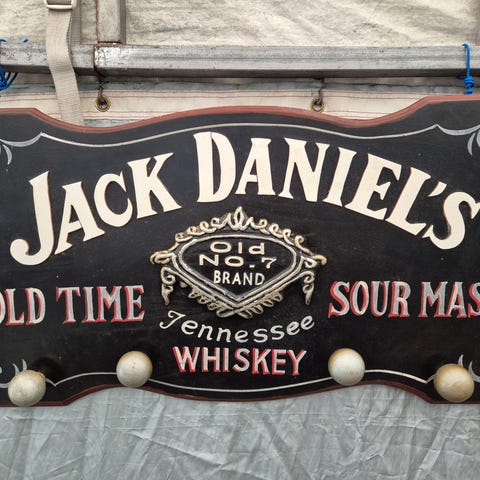 JACK DANIEL'S
Old
NO.7
BRAND
OLD TIME
SOUR MAS
Tennessee
WHISKEY